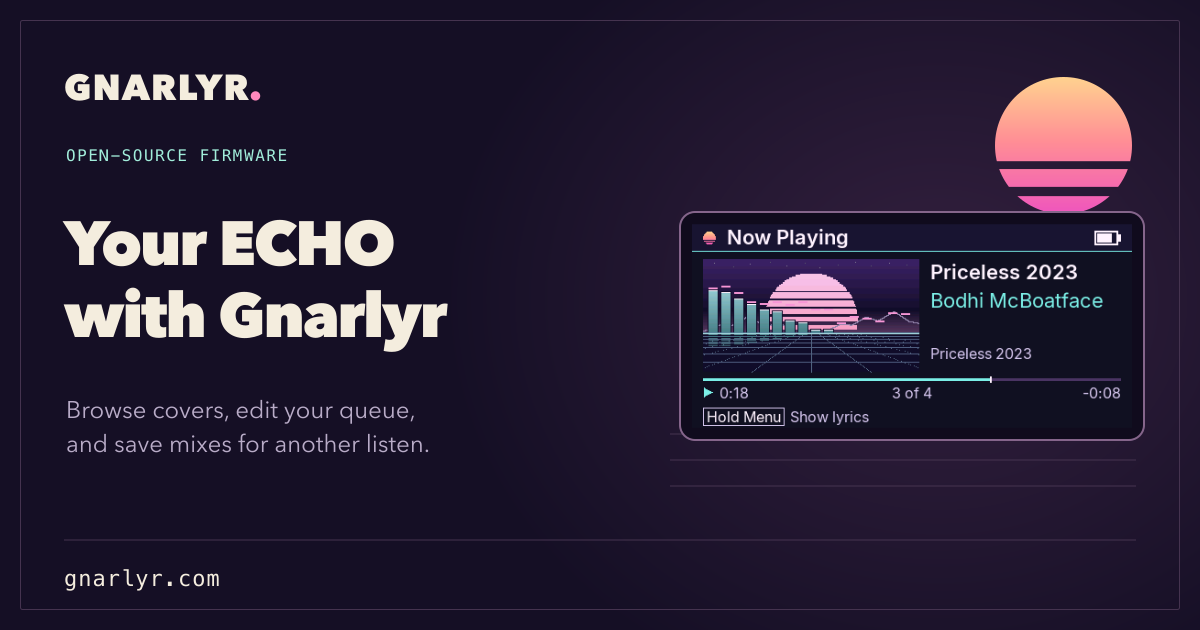 GNARLYR.
OPEN-SOURCE FIRMWARE
Your ECHO
with Gnarlyr
Browse covers, edit your queue,
and save mixes for another listen.
Now Playing
Priceless 2023
Bodhi McBoatface
Priceless 2023
0:18 3 of 4 -0:08
Hold Menu Show lyrics
gnarlyr.com